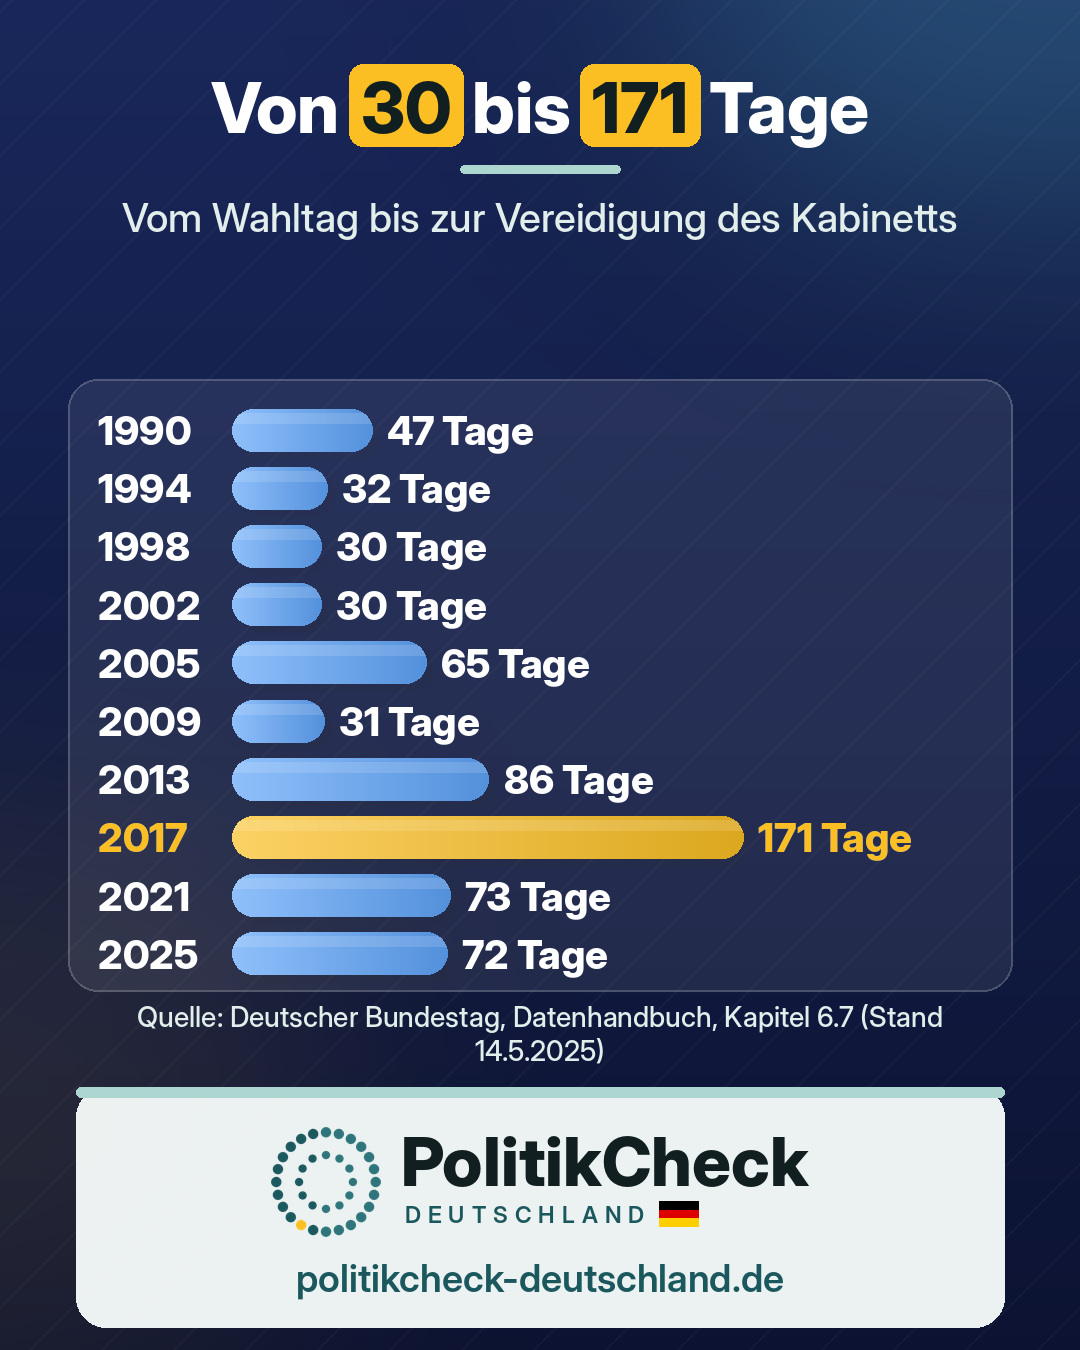 Von 30 bis 171 Tage
Vom Wahltag bis zur Vereidigung des Kabinetts
1990 47 Tage
1994 32 Tage
1998 30 Tage
2002 30 Tage
2005 65 Tage
2009 31 Tage
2013 86 Tage
2017 171 Tage
2021 73 Tage
2025 72 Tage
Quelle: Deutscher Bundestag, Datenhandbuch, Kapitel 6.7 (Stand
14.5.2025)
PolitikCheck
DEUTSCHLAND
politikcheck-deutschland.de